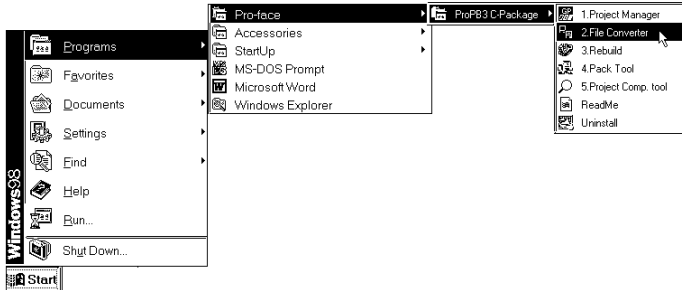 Programs
Favorites
Documents
Settings
Find
Help
Run...
Shut Down...
Windows98
Start
Pro-face
Accessories
StartUp
MS-DOS Prompt
Microsoft Word
Windows Explorer
ProPB3 C-Package
1.Project Manager
2.File Converter
3.Rebuild
4.Pack Tool
5.Project Comp. tool
ReadMe
Uninstall